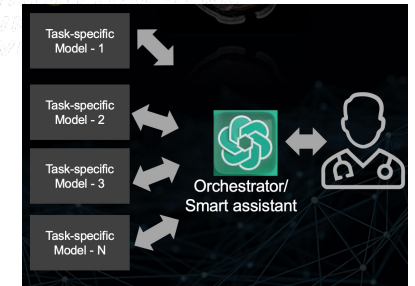 Task-specific
Model - 1
Task-specific
Model - 2
Task-specific
Model - 3
Task-specific
Model - N
Orchestrator/
Smart assistant